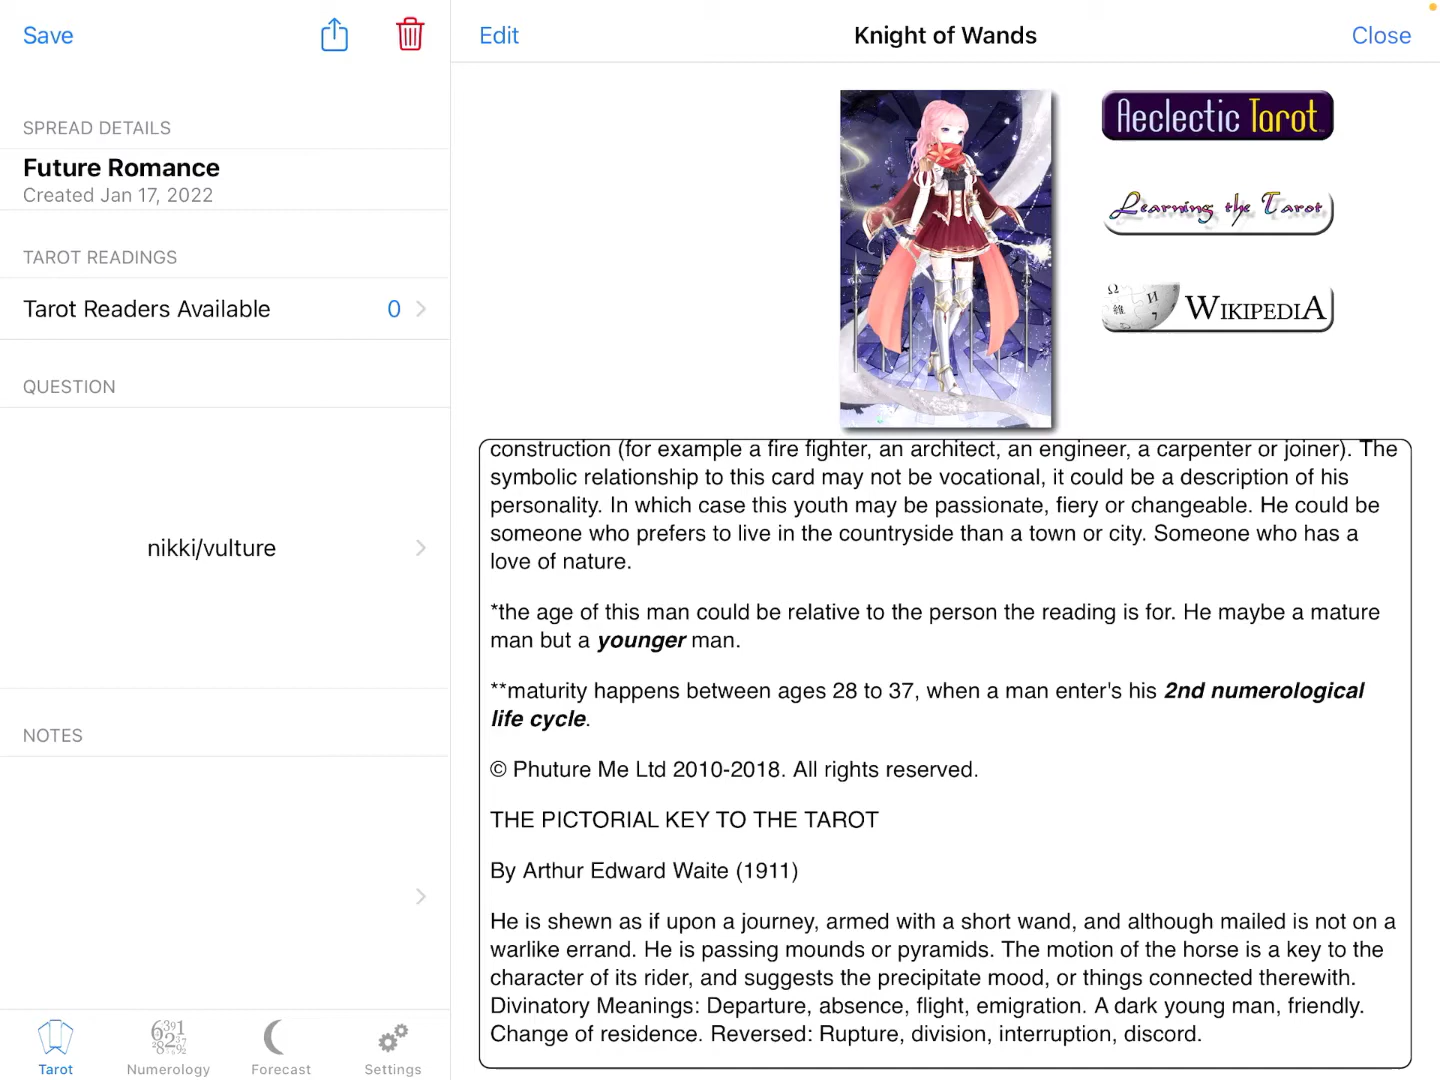 Save
Edit
Knight of Wands
Close
SPREAD DETAILS
Future Romance
Created Jan 17, 2022
TAROT READINGS
Tarot Readers Available 0
QUESTION
nikki/vulture
NOTES
Tarot
Numerology
Forecast
Settings
Aeclectic Tarot
Learning the Tarot
WIKIPEDIA
construction (for example a fire fighter, an architect, an engineer, a carpenter or joiner). The
symbolic relationship to this card may not be vocational, it could be a description of his
personality. In which case this youth may be passionate, fiery or changeable. He could be
someone who prefers to live in the countryside than a town or city. Someone who has a
love of nature.
*the age of this man could be relative to the person the reading is for. He maybe a mature
man but a younger man.
**maturity happens between ages 28 to 37, when a man enter's his 2nd numerological
life cycle.
© Phuture Me Ltd 2010-2018. All rights reserved.
THE PICTORIAL KEY TO THE TAROT
By Arthur Edward Waite (1911)
He is shewn as if upon a journey, armed with a short wand, and although mailed is not on a
warlike errand. He is passing mounds or pyramids. The motion of the horse is a key to the
character of its rider, and suggests the precipitate mood, or things connected therewith.
Divinatory Meanings: Departure, absence, flight, emigration. A dark young man, friendly.
Change of residence. Reversed: Rupture, division, interruption, discord.